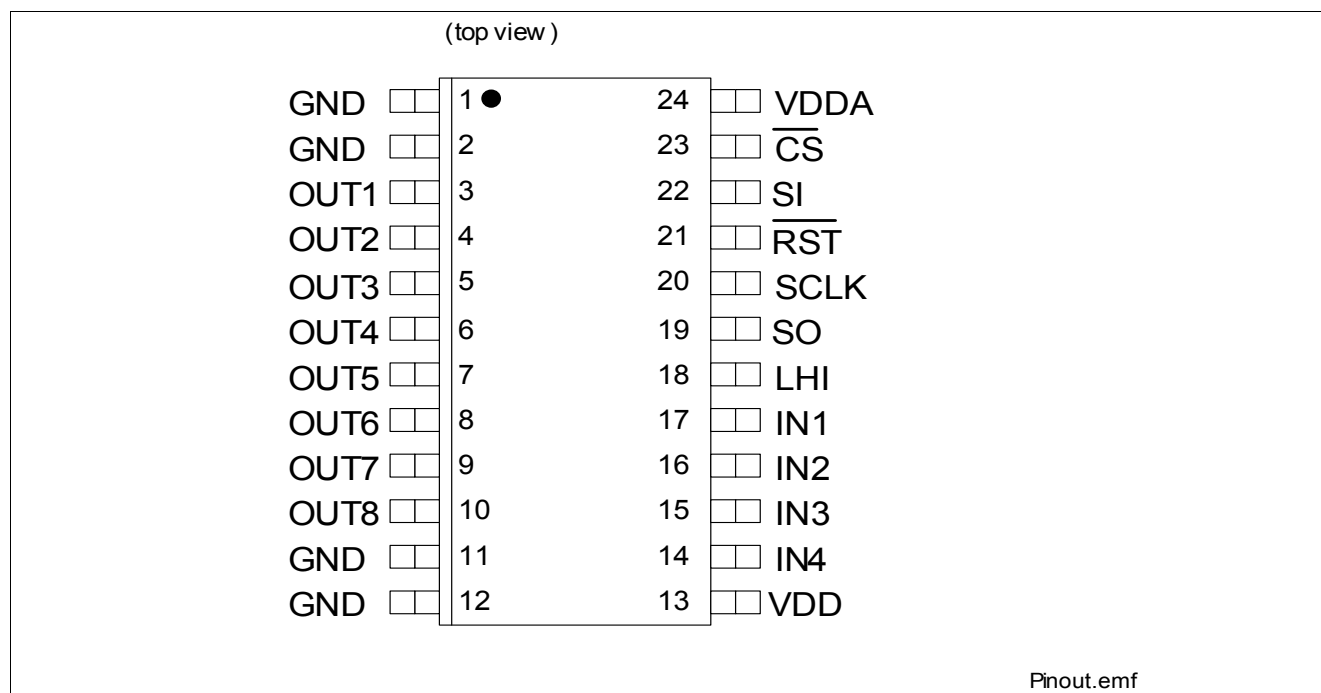 (top view)
GND 1 24 VDDA
GND 2 23 C̅S̅
OUT1 3 22 SI
OUT2 4 21 R̅S̅T̅
OUT3 5 20 SCLK
OUT4 6 19 SO
OUT5 7 18 LHI
OUT6 8 17 IN1
OUT7 9 16 IN2
OUT8 10 15 IN3
GND 11 14 IN4
GND 12 13 VDD
Pinout.emf